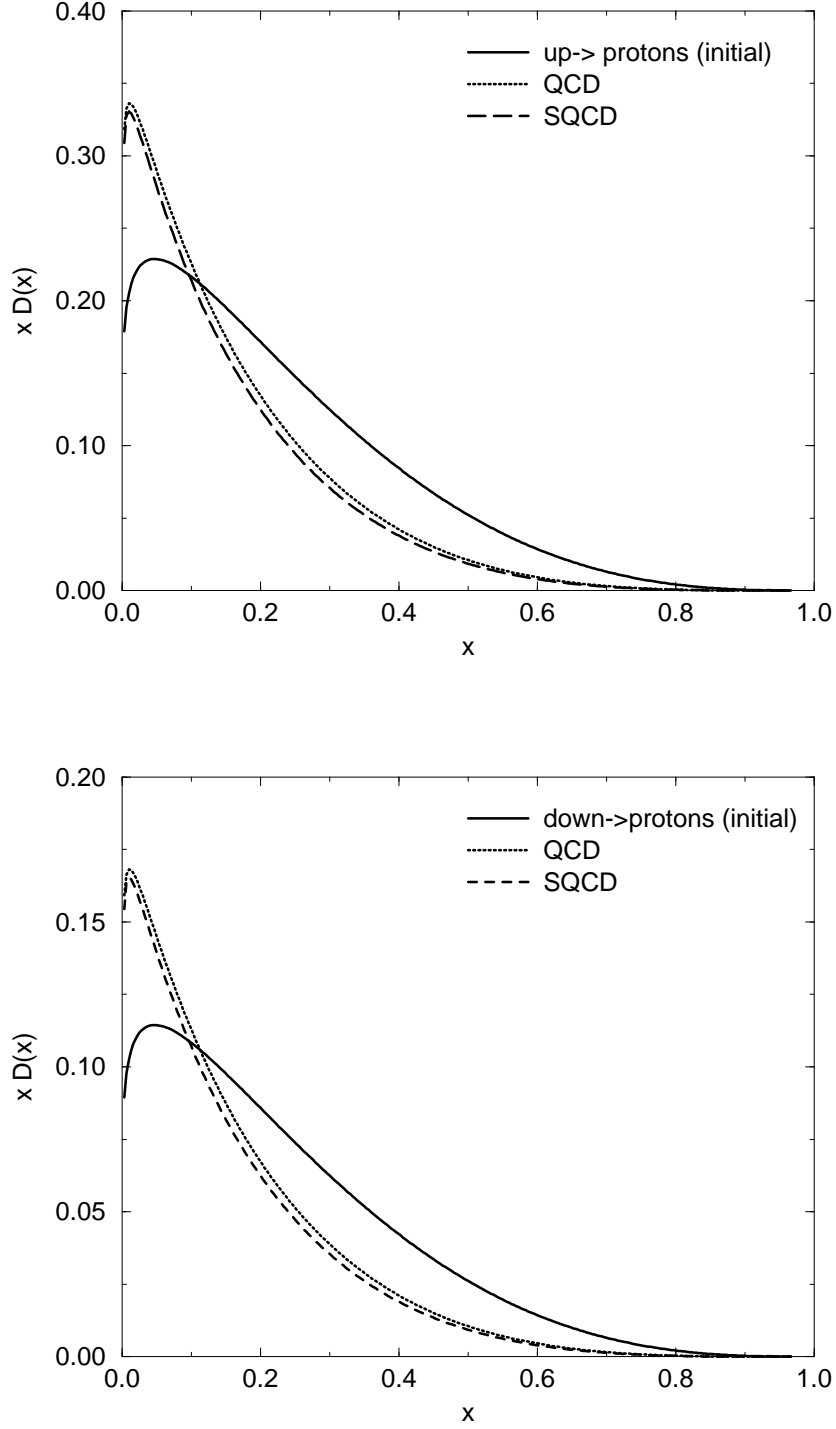 0.40
up-> protons (initial)
QCD
SQCD
0.30
x D(x)
0.20
0.10
0.00
0.0 0.2 0.4 0.6 0.8 1.0
x
0.20
down->protons (initial)
QCD
SQCD
0.15
x D(x)
0.10
0.05
0.00
0.0 0.2 0.4 0.6 0.8 1.0
x